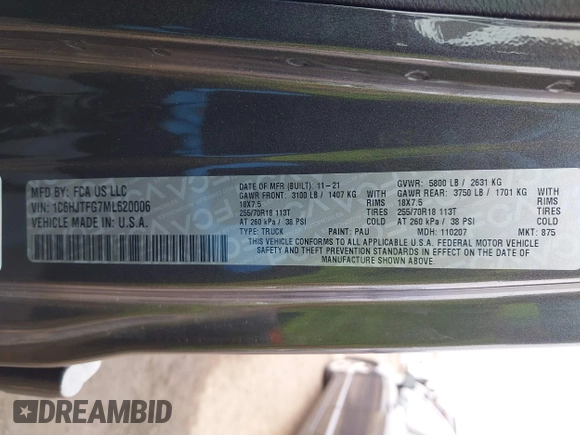 MFD BY: FCA US LLC
VIN: 1C6HJTFG7ML620006
VEHICLE MADE IN: U.S.A.
DATE OF MFR (BUILT): 11-21
GAWR FRONT: 3100 LB / 1407 KG
18X7.5 RIMS
255/70R18 113T TIRES
AT 260 kPa / 38 PSI COLD
TYPE: TRUCK
GVWR: 5800 LB / 2631 KG
GAWR REAR: 3750 LB / 1701 KG
18X7.5 RIMS
255/70R18 113T TIRES
AT 260 kPa / 38 PSI COLD
PAINT: PAU MDH: 110207 MKT: 875
THIS VEHICLE CONFORMS TO ALL APPLICABLE U.S.A. FEDERAL MOTOR VEHICLE
SAFETY AND THEFT PREVENTION STANDARDS IN EFFECT ON THE DATE OF
MANUFACTURE SHOWN ABOVE.
DREAMBID